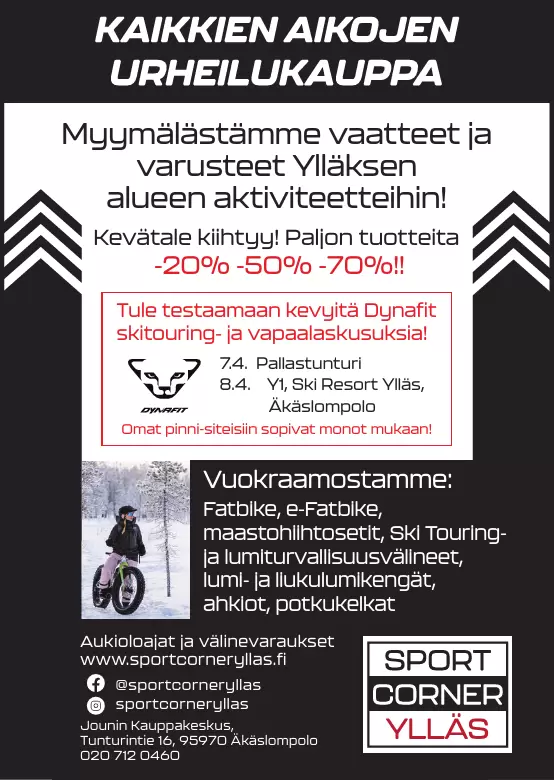 KAIKKIEN AIKOJEN
URHEILUKAUPPA
Myymälästämme vaatteet ja
varusteet Ylläksen
alueen aktiviteetteihin!
Kevätale kiihtyy! Paljon tuotteita
-20% -50% -70%!!
Tule testaamaan kevyitä Dynafit
skitouring- ja vapaalaskusuksia!
7.4. Pallastunturi
8.4. Y1, Ski Resort Ylläs,
Äkäslompolo
DYNAFIT
Omat pinni-siteisiin sopivat monot mukaan!
Vuokraamostamme:
Fatbike, e-Fatbike,
maastohiihtosetit, Ski Touring-
ja lumiturvallisuusvälineet,
lumi- ja liukulumikengät,
ahkiot, potkukelkat
Aukioloajat ja välinevaraukset
www.sportcorneryllas.fi
@sportcorneryllas
sportcorneryllas
Jounin Kauppakeskus,
Tunturintie 16, 95970 Äkäslompolo
020 712 0460
SPORT
CORNER
YLLÄS